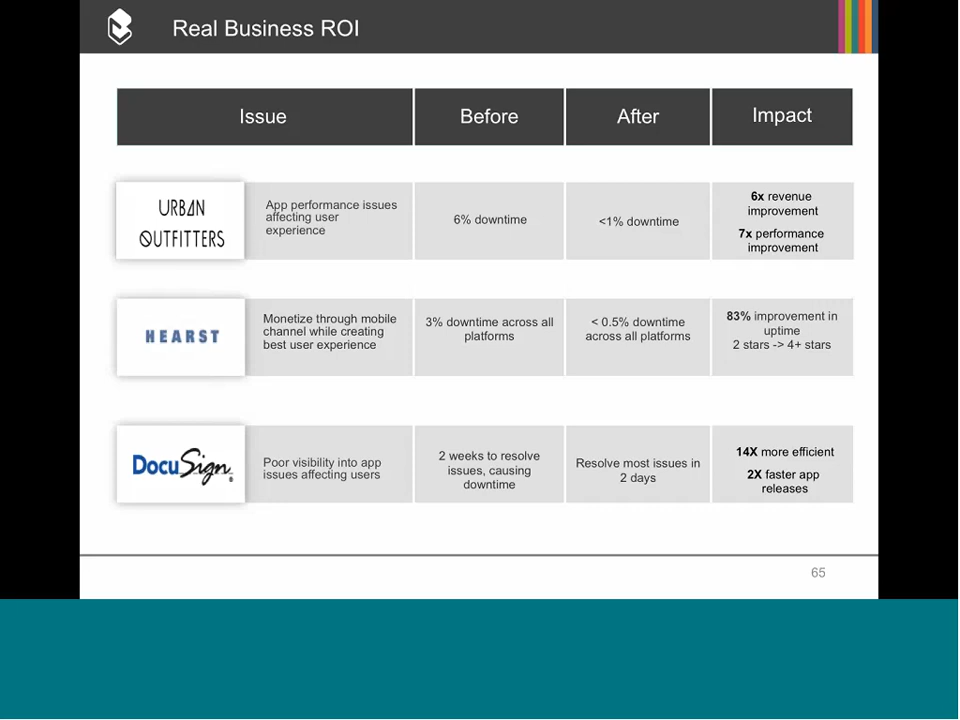 Real Business ROI
Issue
Before
After
Impact
URBAN
OUTFITTERS
App performance issues
affecting user
experience
6% downtime
<1% downtime
6x revenue
improvement
7x performance
improvement
HEARST
Monetize through mobile
channel while creating
best user experience
3% downtime across all
platforms
< 0.5% downtime
across all platforms
83% improvement in
uptime
2 stars -> 4+ stars
DocuSign®
Poor visibility into app
issues affecting users
2 weeks to resolve
issues, causing
downtime
Resolve most issues in
2 days
14X more efficient
2X faster app
releases
65